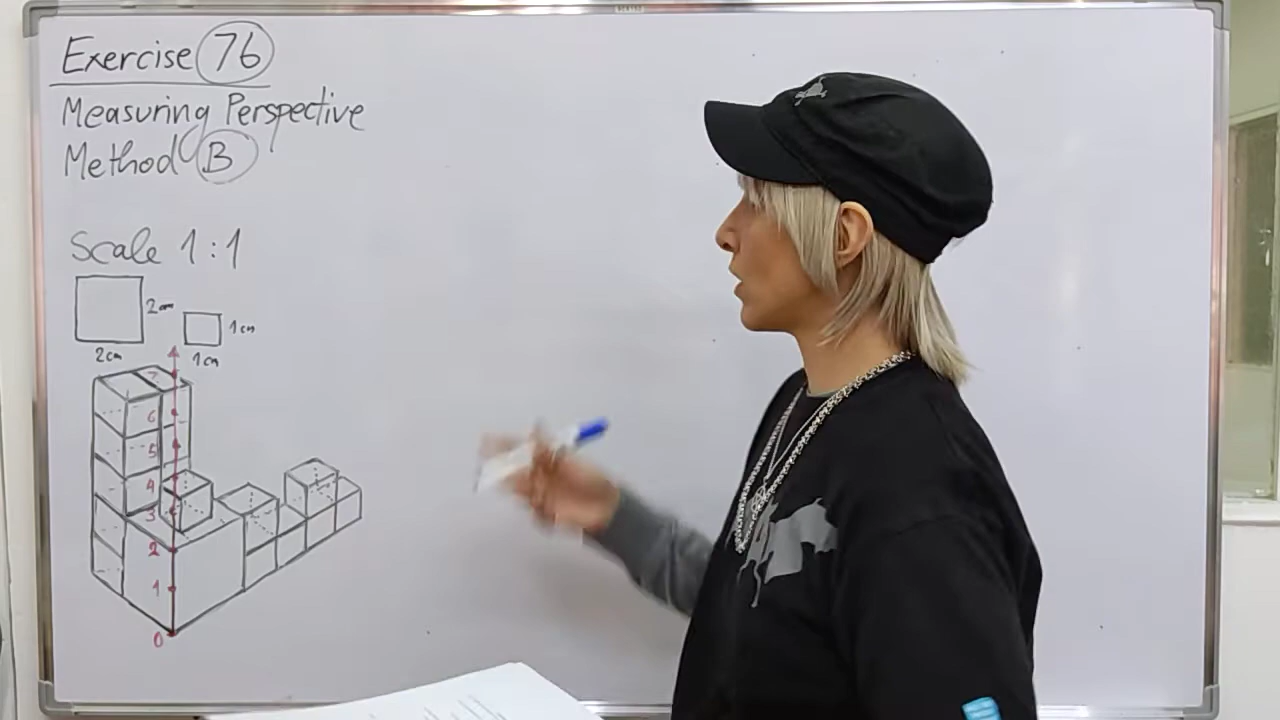 Exercise 76
Measuring Perspective
Method B
Scale 1:1
2cm
1cm
2cm
1cm
7
6
5
4
3
2
1
0